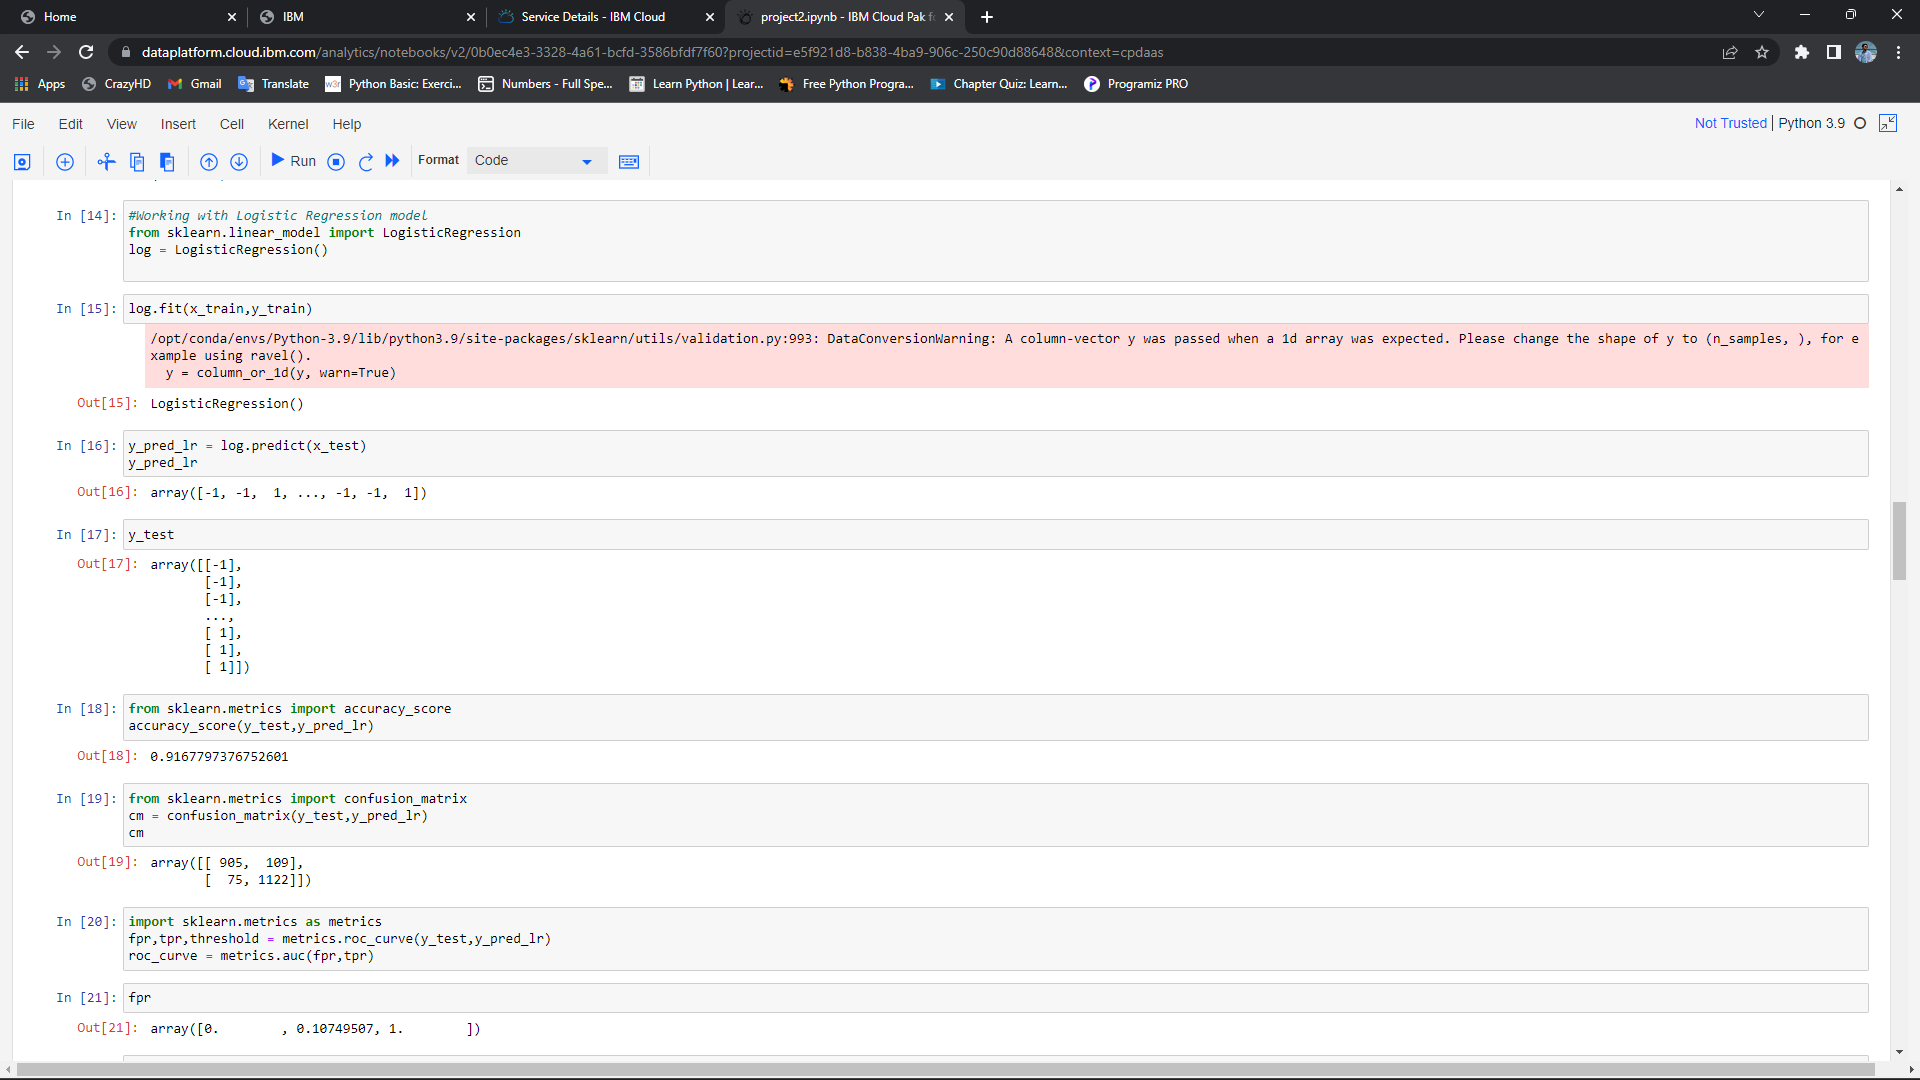 Home
IBM
Service Details - IBM Cloud
project2.ipynb - IBM Cloud Pak f
dataplatform.cloud.ibm.com/analytics/notebooks/v2/0b0ec4e3-3328-4a61-bcfd-3586bfdf7f60?projectid=e5f921d8-b838-4ba9-906c-250c90d88648&context=cpdaas
Apps CrazyHD Gmail Translate Python Basic: Exerci... Numbers - Full Spe... Learn Python | Lear... Free Python Progra... Chapter Quiz: Learn... Programiz PRO
File Edit View Insert Cell Kernel Help Not Trusted | Python 3.9
Run Format Code
In [14]: #Working with Logistic Regression model
from sklearn.linear_model import LogisticRegression
log = LogisticRegression()
In [15]: log.fit(x_train,y_train)
/opt/conda/envs/Python-3.9/lib/python3.9/site-packages/sklearn/utils/validation.py:993: DataConversionWarning: A column-vector y was passed when a 1d array was expected. Please change the shape of y to (n_samples, ), for e
xample using ravel().
y = column_or_1d(y, warn=True)
Out[15]: LogisticRegression()
In [16]: y_pred_lr = log.predict(x_test)
y_pred_lr
Out[16]: array([-1, -1,  1, ..., -1, -1,  1])
In [17]: y_test
Out[17]: array([[-1],
[-1],
[-1],
...,
[ 1],
[ 1],
[ 1]])
In [18]: from sklearn.metrics import accuracy_score
accuracy_score(y_test,y_pred_lr)
Out[18]: 0.9167797376752601
In [19]: from sklearn.metrics import confusion_matrix
cm = confusion_matrix(y_test,y_pred_lr)
cm
Out[19]: array([[ 905,  109],
[  75, 1122]])
In [20]: import sklearn.metrics as metrics
fpr,tpr,threshold = metrics.roc_curve(y_test,y_pred_lr)
roc_curve = metrics.auc(fpr,tpr)
In [21]: fpr
Out[21]: array([0.        , 0.10749507, 1.        ])